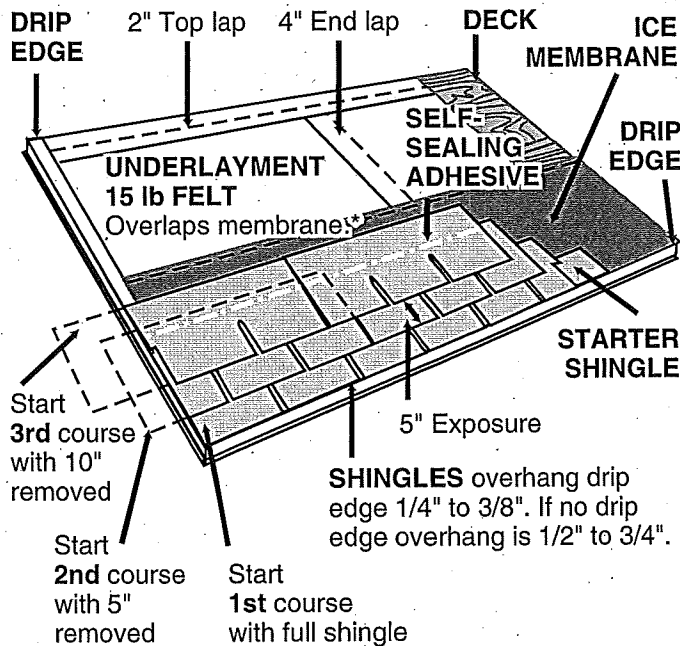 DRIP
EDGE
2" Top lap
4" End lap
DECK
ICE
MEMBRANE
SELF-
SEALING
ADHESIVE
DRIP
EDGE
UNDERLAYMENT
15 lb FELT
Overlaps membrane.*
STARTER
SHINGLE
5" Exposure
Start
3rd course
with 10"
removed
SHINGLES overhang drip
edge 1/4" to 3/8". If no drip
edge overhang is 1/2" to 3/4".
Start
2nd course
with 5"
removed
Start
1st course
with full shingle